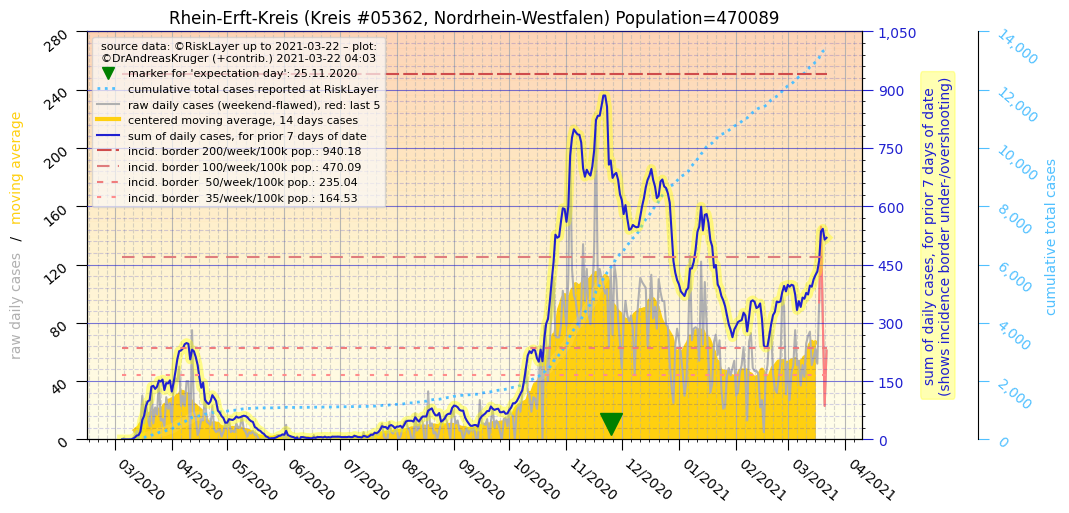 Rhein-Erft-Kreis (Kreis #05362, Nordrhein-Westfalen) Population=470089
source data: ©RiskLayer up to 2021-03-22 – plot:
©DrAndreasKruger (+contrib.) 2021-03-22 04:03
marker for 'expectation day': 25.11.2020
cumulative total cases reported at RiskLayer
raw daily cases (weekend-flawed), red: last 5
centered moving average, 14 days cases
sum of daily cases, for prior 7 days of date
incid. border 200/week/100k pop.: 940.18
incid. border 100/week/100k pop.: 470.09
incid. border  50/week/100k pop.: 235.04
incid. border  35/week/100k pop.: 164.53
raw daily cases  /  moving average
280
240
200
160
120
80
40
0
03/2020
04/2020
05/2020
06/2020
07/2020
08/2020
09/2020
10/2020
11/2020
12/2020
01/2021
02/2021
03/2021
04/2021
1,050
900
750
600
450
300
150
0
sum of daily cases, for prior 7 days of date
(shows incidence border under-/overshooting)
14,000
12,000
10,000
8,000
6,000
4,000
2,000
0
cumulative total cases